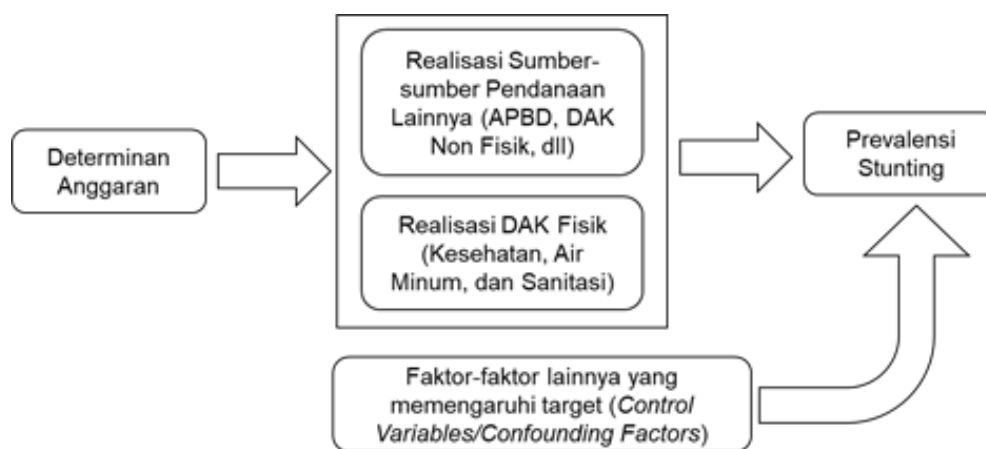 Determinan
Anggaran
Realisasi Sumber-
sumber Pendanaan
Lainnya (APBD, DAK
Non Fisik, dll)
Realisasi DAK Fisik
(Kesehatan, Air
Minum, dan Sanitasi)
Prevalensi
Stunting
Faktor-faktor lainnya yang
memengaruhi target (Control
Variables/Confounding Factors)